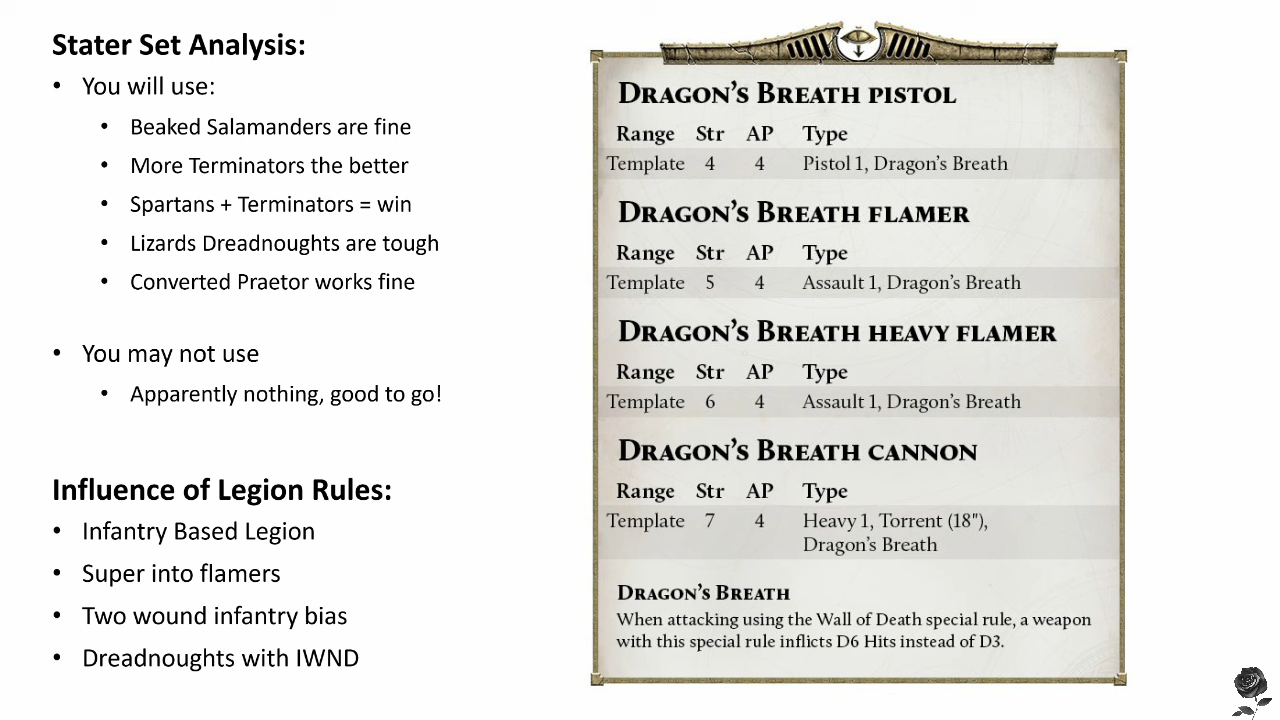 Stater Set Analysis:
• You will use:
• Beaked Salamanders are fine
• More Terminators the better
• Spartans + Terminators = win
• Lizards Dreadnoughts are tough
• Converted Praetor works fine
• You may not use
• Apparently nothing, good to go!
Influence of Legion Rules:
• Infantry Based Legion
• Super into flamers
• Two wound infantry bias
• Dreadnoughts with IWND
DRAGON'S BREATH PISTOL
Range Str AP Type
Template 4 4 Pistol 1, Dragon's Breath
DRAGON'S BREATH FLAMER
Range Str AP Type
Template 5 4 Assault 1, Dragon's Breath
DRAGON'S BREATH HEAVY FLAMER
Range Str AP Type
Template 6 4 Assault 1, Dragon's Breath
DRAGON'S BREATH CANNON
Range Str AP Type
Template 7 4 Heavy 1, Torrent (18"),
Dragon's Breath
DRAGON'S BREATH
When attacking using the Wall of Death special rule, a weapon
with this special rule inflicts D6 Hits instead of D3.